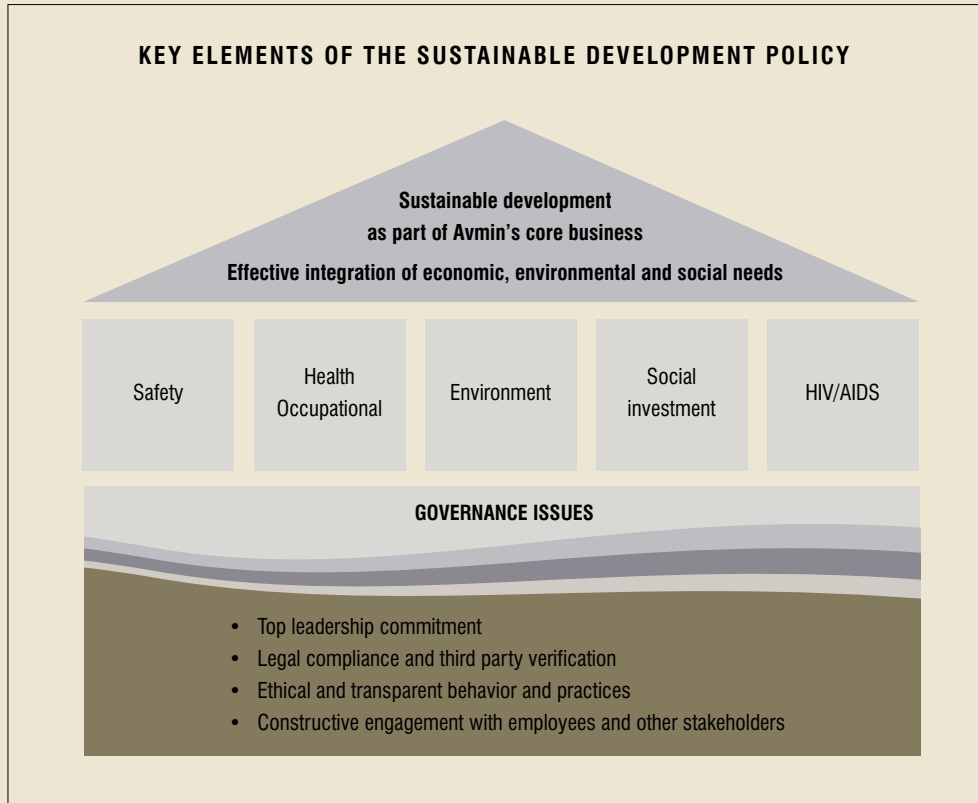 KEY ELEMENTS OF THE SUSTAINABLE DEVELOPMENT POLICY
Sustainable development
as part of Avmin's core business
Effective integration of economic, environmental and social needs
Safety
Health
Occupational
Environment
Social
investment
HIV/AIDS
GOVERNANCE ISSUES
• Top leadership commitment
• Legal compliance and third party verification
• Ethical and transparent behavior and practices
• Constructive engagement with employees and other stakeholders